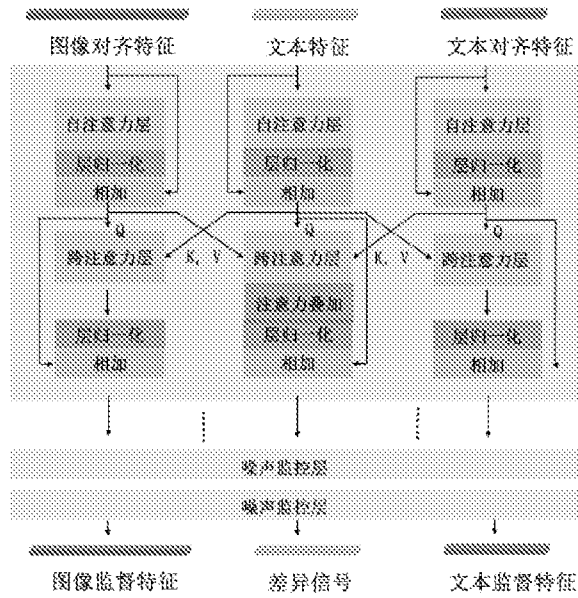 图像对齐特征 文本特征 文本对齐特征
自注意力层 自注意力层 自注意力层
层归一化 层归一化 层归一化
相加 相加 相加
Q Q Q
跨注意力层 K, V 跨注意力层 K, V 跨注意力层
注意力叠加
层归一化 层归一化 层归一化
相加 相加 相加
噪声监控层
噪声监控层
图像监督特征 差异信号 文本监督特征